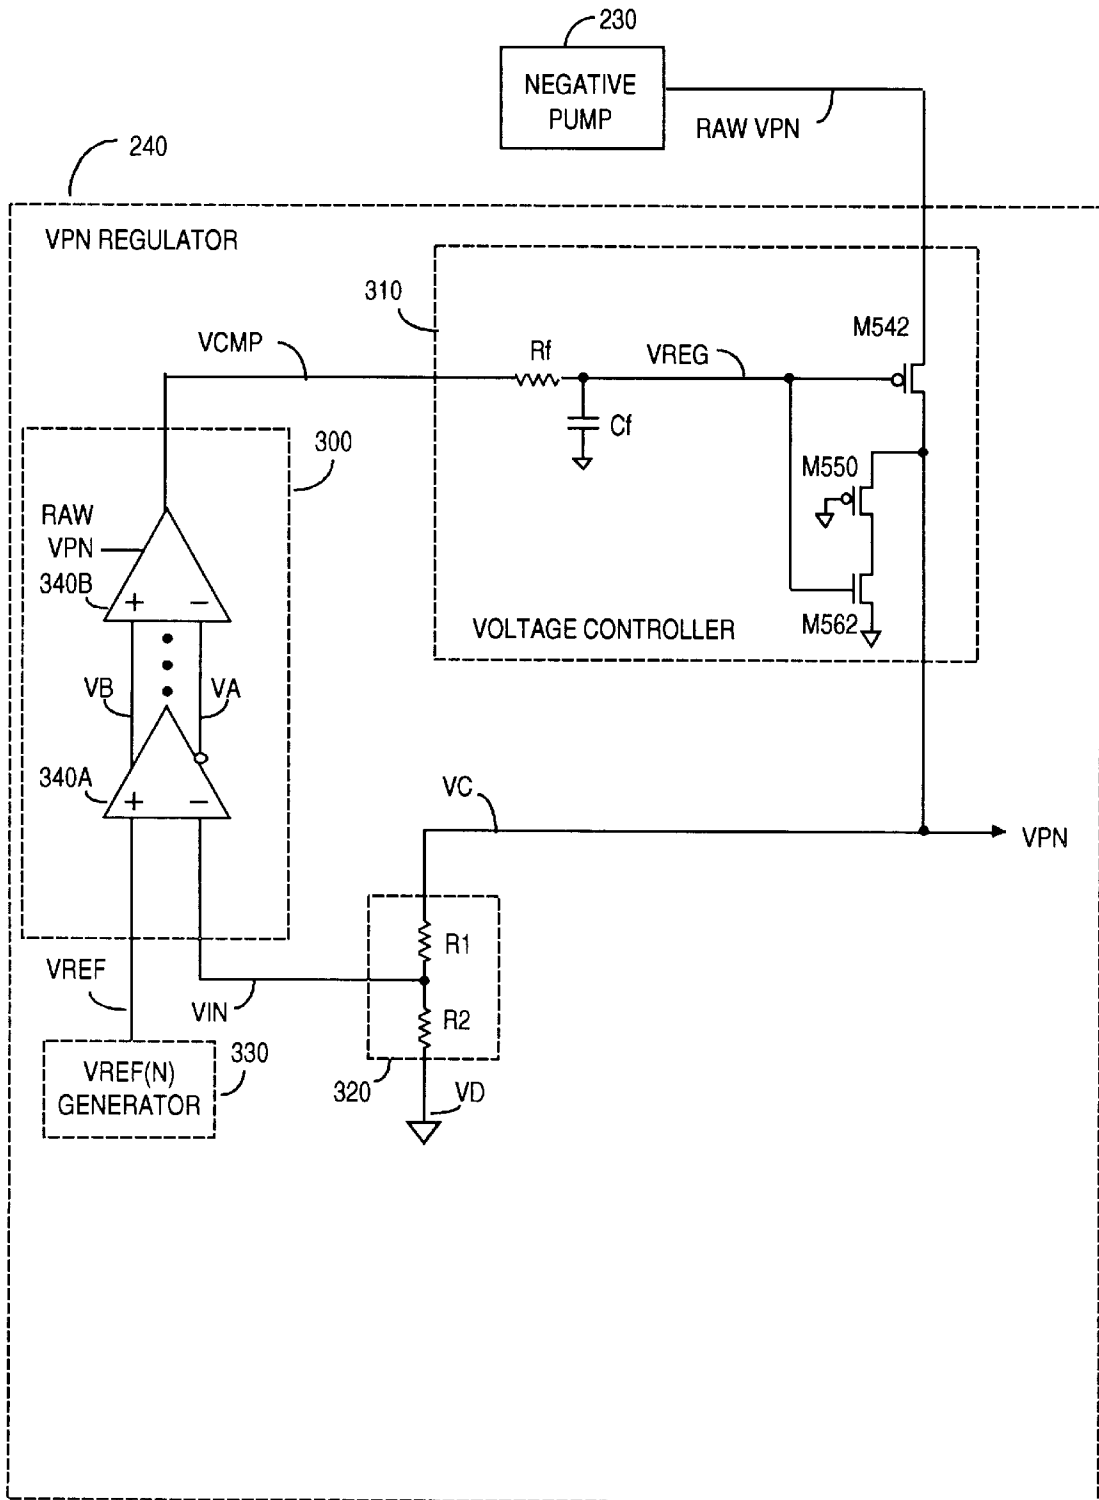 230
NEGATIVE
PUMP
RAW VPN
240
VPN REGULATOR
310
M542
VCMP
Rf
VREG
Cf
300
M550
RAW
VPN
340B
+ −
M562
VOLTAGE CONTROLLER
VB
VA
340A
+ −
VC
VPN
R1
VREF
VIN
R2
VREF(N)
GENERATOR
330
320
VD